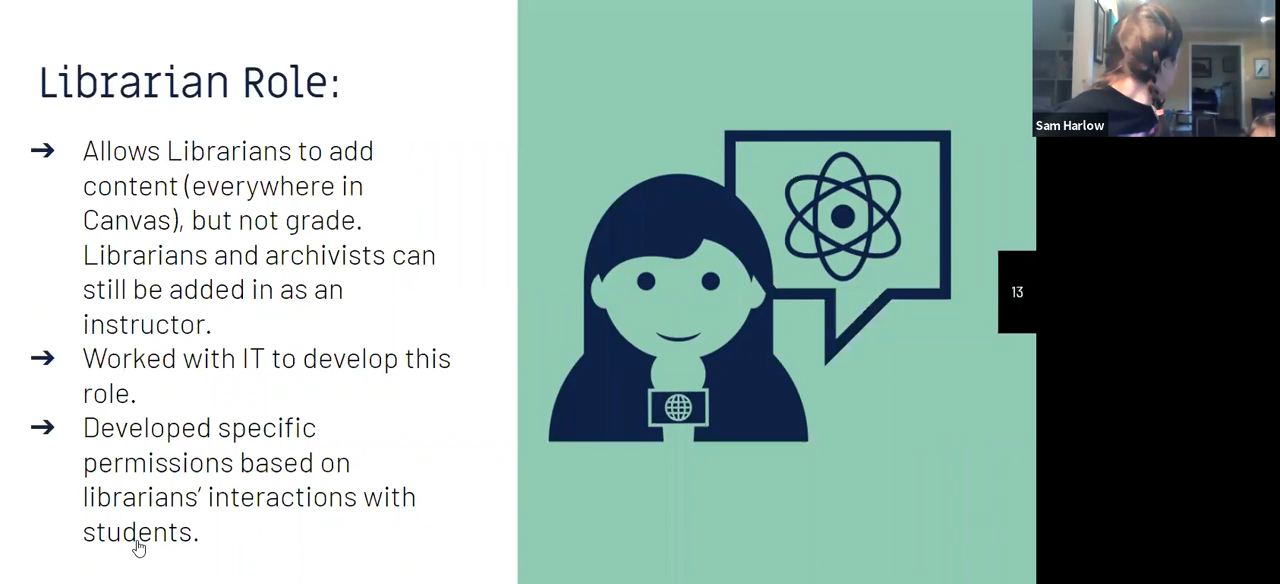 Librarian Role:
➔ Allows Librarians to add
content (everywhere in
Canvas), but not grade.
Librarians and archivists can
still be added in as an
instructor.
➔ Worked with IT to develop this
role.
➔ Developed specific
permissions based on
librarians’ interactions with
students.
13
Sam Harlow